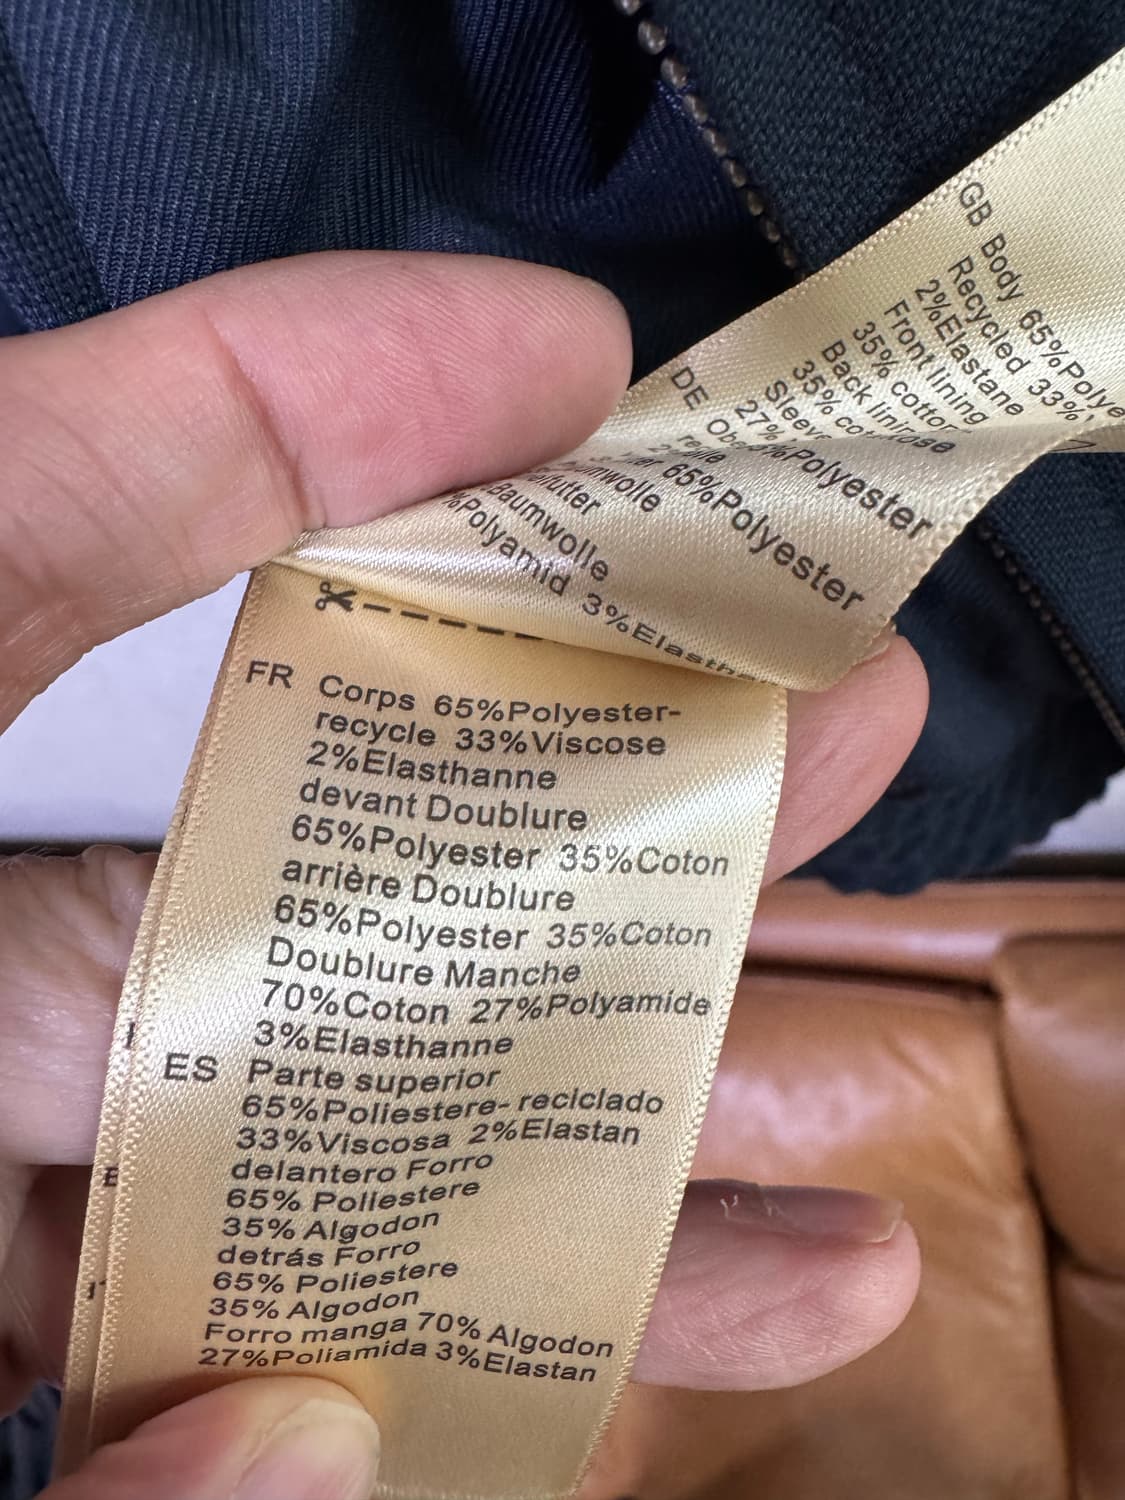 GB Body 65%Polye
Recycled 33%
2%Elastane
Front lining
35% cotton
Back lining
35%
Sleeve
27%
DE
65%Polyester
65%Polyester
Baumwolle
%Polyamid 3%Elasth
FR Corps 65%Polyester-
recycle 33%Viscose
2%Elasthanne
devant Doublure
65%Polyester 35%Coton
arrière Doublure
65%Polyester 35%Coton
Doublure Manche
70%Coton 27%Polyamide
3%Elasthanne
ES Parte superior
65%Poliestere- reciclado
33%Viscosa 2%Elastan
delantero Forro
65% Poliestere
35% Algodon
detrás Forro
65% Poliestere
35% Algodon
Forro manga 70% Algodon
27%Poliamida 3%Elastan